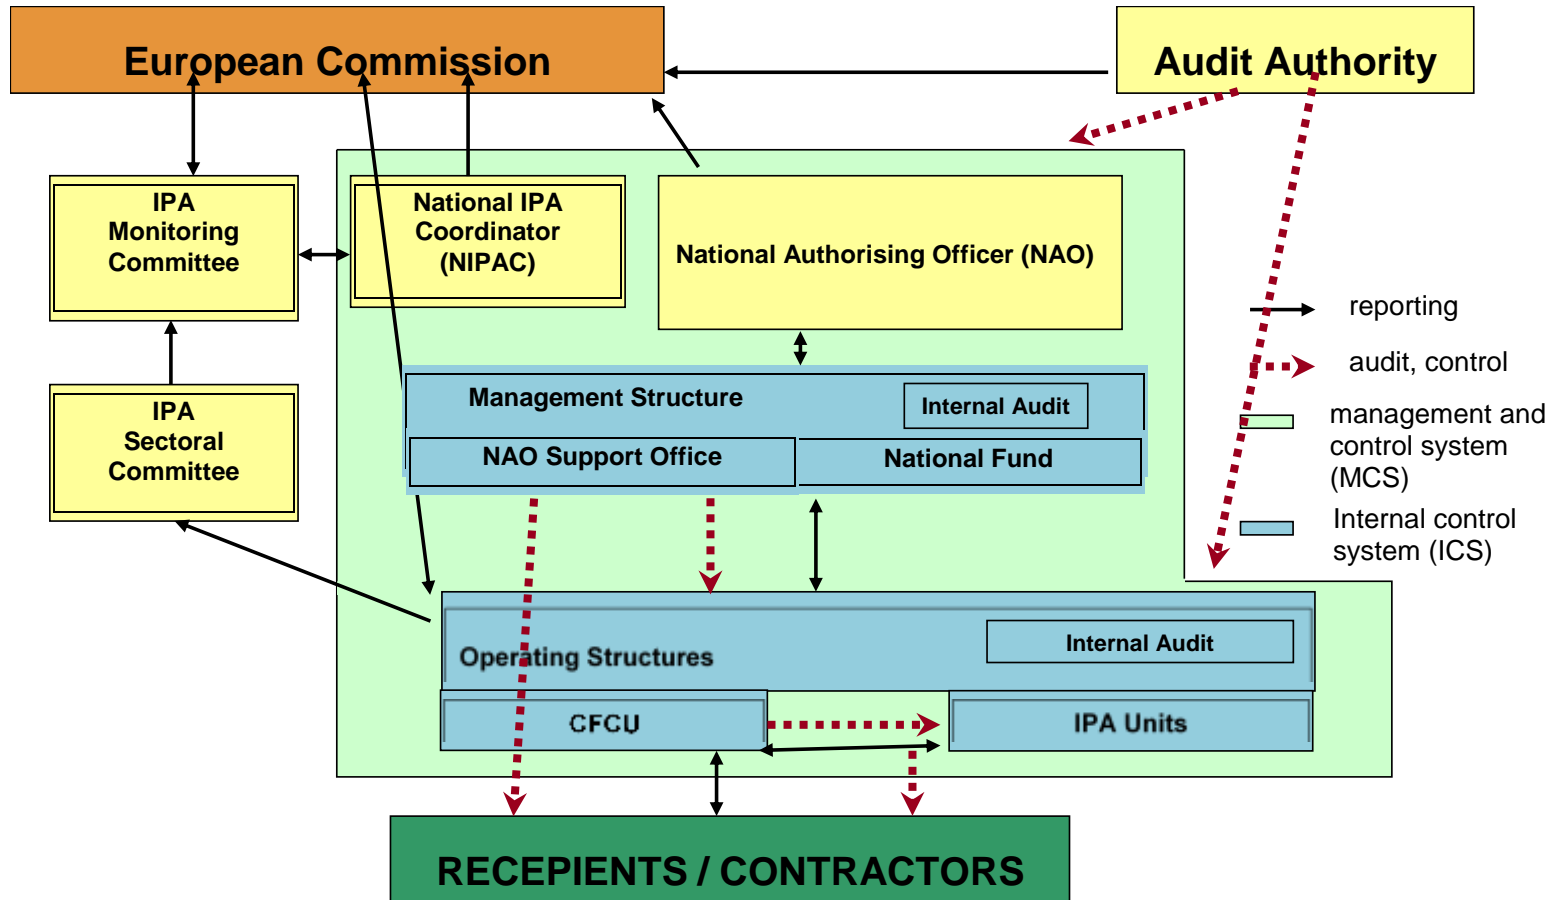 European Commission
Audit Authority
IPA
Monitoring
Committee
National IPA
Coordinator
(NIPAC)
National Authorising Officer (NAO)
reporting
audit, control
management and
control system
(MCS)
Internal control
system (ICS)
IPA
Sectoral
Committee
Management Structure
Internal Audit
NAO Support Office
National Fund
Operating Structures
Internal Audit
CFCU
IPA Units
RECEPIENTS / CONTRACTORS